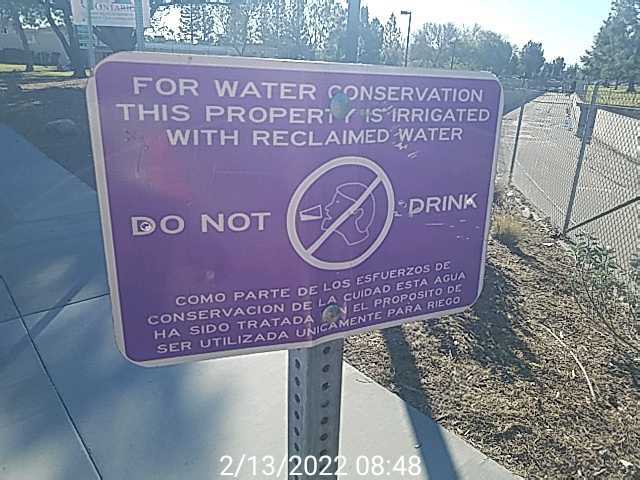 ONTARIO
FOR WATER CONSERVATION
THIS PROPERTY IS IRRIGATED
WITH RECLAIMED WATER
DO NOT DRINK
COMO PARTE DE LOS ESFUERZOS DE
CONSERVACION DE LA CUIDAD ESTA AGUA
HA SIDO TRATADA EN EL PROPOSITO DE
SER UTILIZADA UNICAMENTE PARA RIEGO
2/13/2022 08:48